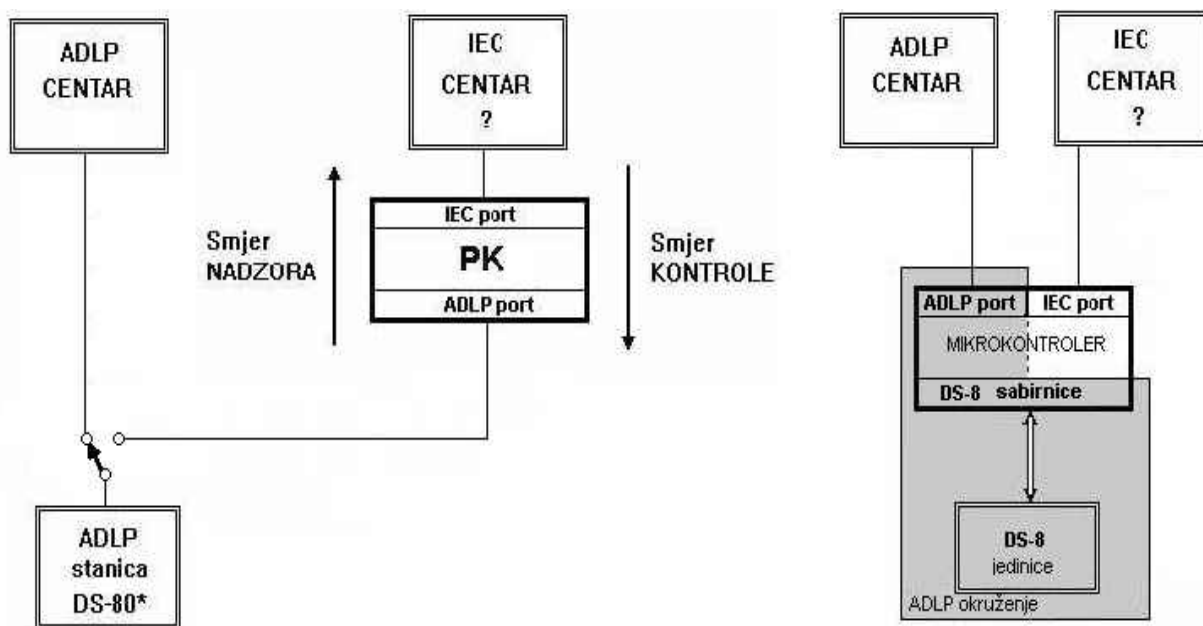 ADLP
CENTAR
IEC
CENTAR
?
Smjer
NADZORA
IEC port
PK
ADLP port
Smjer
KONTROLE
ADLP
stanica
DS-80*
ADLP
CENTAR
IEC
CENTAR
?
ADLP port
IEC port
MIKROKONTROLER
DS-8 sabirnice
DS-8
jedinice
ADLP okruženje